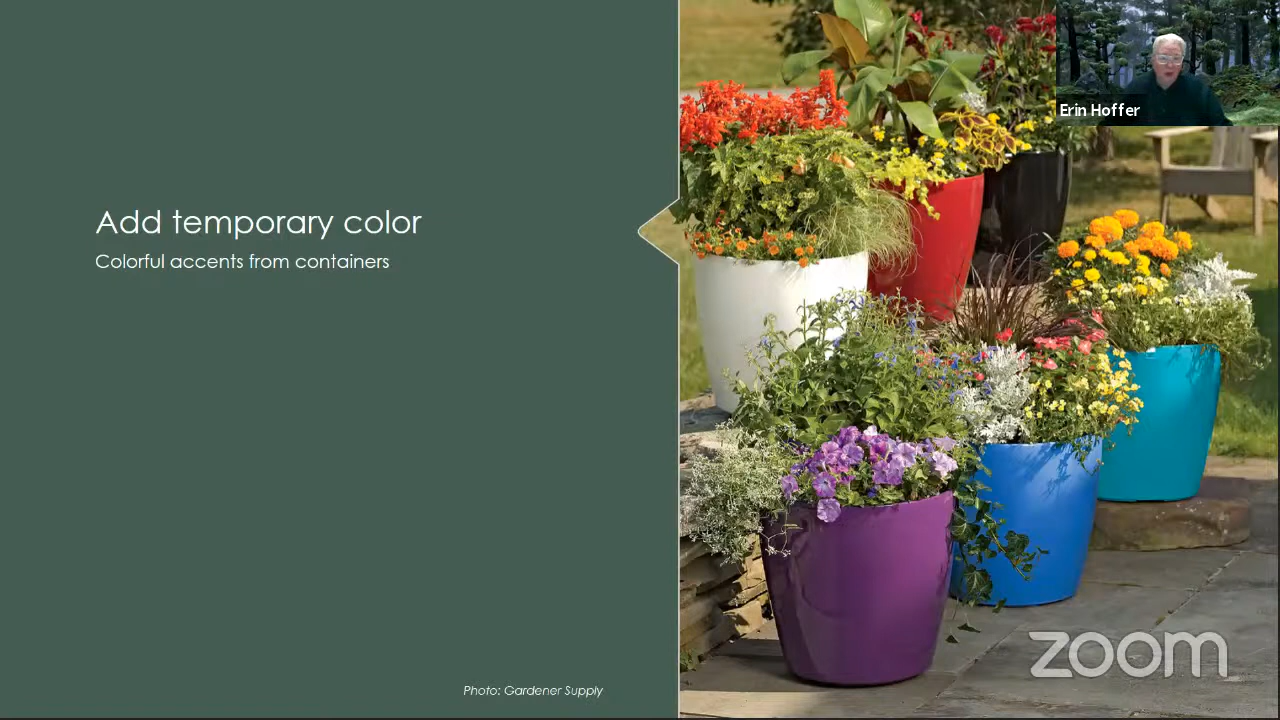 Add temporary color
Colorful accents from containers
Erin Hoffer
Photo: Gardener Supply
zoom